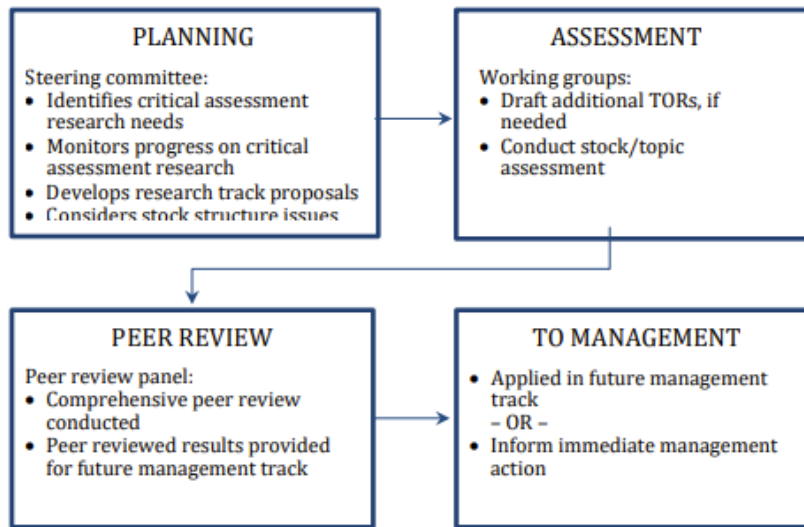 PLANNING
Steering committee:
• Identifies critical assessment
research needs
• Monitors progress on critical
assessment research
• Develops research track proposals
• Considers stock structure issues
ASSESSMENT
Working groups:
• Draft additional TORs, if
needed
• Conduct stock/topic
assessment
PEER REVIEW
Peer review panel:
• Comprehensive peer review
conducted
• Peer reviewed results provided
for future management track
TO MANAGEMENT
• Applied in future management
track
– OR –
• Inform immediate management
action